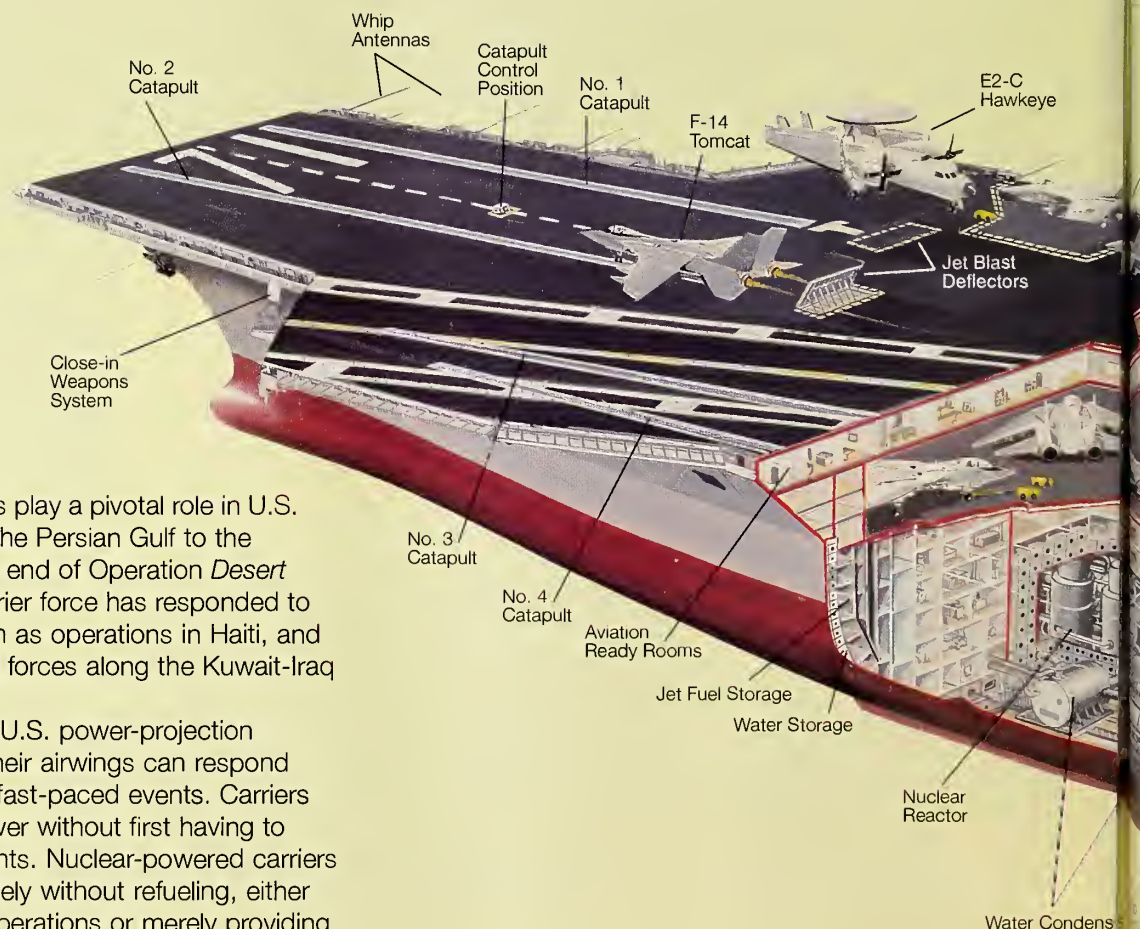 Whip
Antennas
No. 2
Catapult
Catapult
Control
Position
No. 1
Catapult
F-14
Tomcat
E2-C
Hawkeye
Jet Blast
Deflectors
Close-in
Weapons
System
No. 3
Catapult
No. 4
Catapult
Aviation
Ready Rooms
Jet Fuel Storage
Water Storage
Nuclear
Reactor
Water Condens
s play a pivotal role in U.S.
he Persian Gulf to the
end of Operation Desert
rier force has responded to
n as operations in Haiti, and
forces along the Kuwait-Iraq
U.S. power-projection
heir airwings can respond
fast-paced events. Carriers
ver without first having to
nts. Nuclear-powered carriers
ely without refueling, either
perations or merely providing